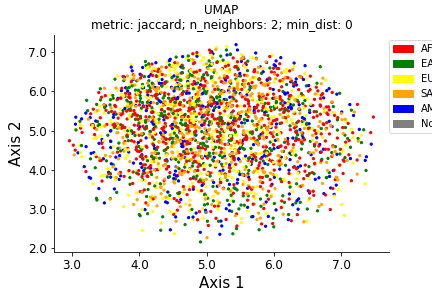 UMAP
metric: jaccard; n_neighbors: 2; min_dist: 0
7.0
6.0
5.0
4.0
3.0
2.0
Axis 2
3.0 4.0 5.0 6.0 7.0
Axis 1
AF
EA
EU
SA
AM
No